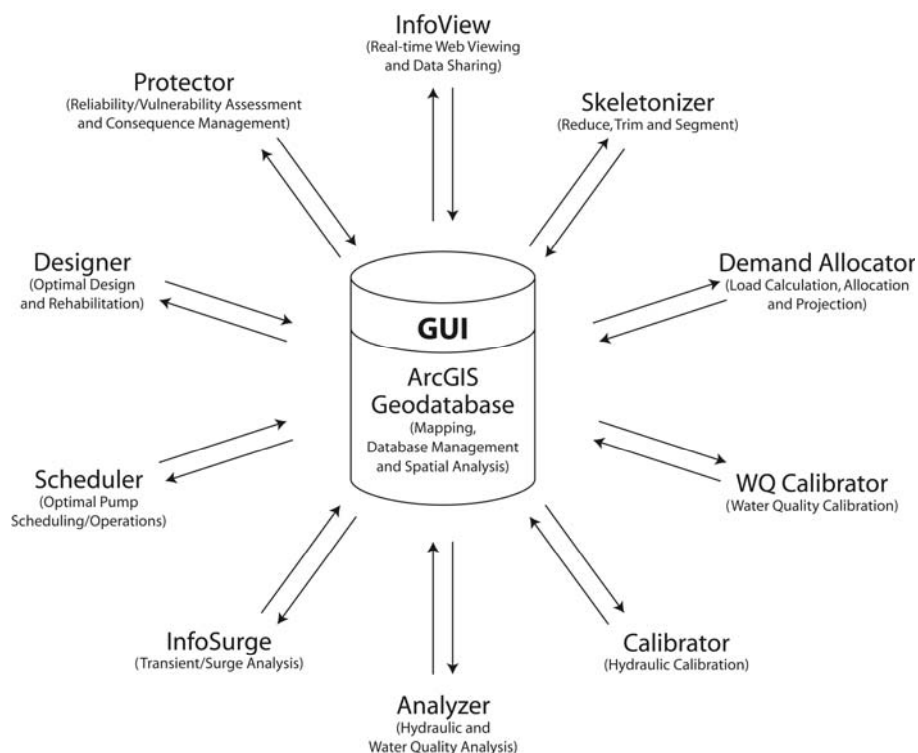 InfoView
(Real-time Web Viewing
and Data Sharing)
Protector
(Reliability/Vulnerability Assessment
and Consequence Management)
Skeletonizer
(Reduce, Trim and Segment)
Designer
(Optimal Design
and Rehabilitation)
Demand Allocator
(Load Calculation, Allocation
and Projection)
GUI
ArcGIS
Geodatabase
(Mapping,
Database Management
and Spatial Analysis)
Scheduler
(Optimal Pump
Scheduling/Operations)
WQ Calibrator
(Water Quality Calibration)
InfoSurge
(Transient/Surge Analysis)
Calibrator
(Hydraulic Calibration)
Analyzer
(Hydraulic and
Water Quality Analysis)